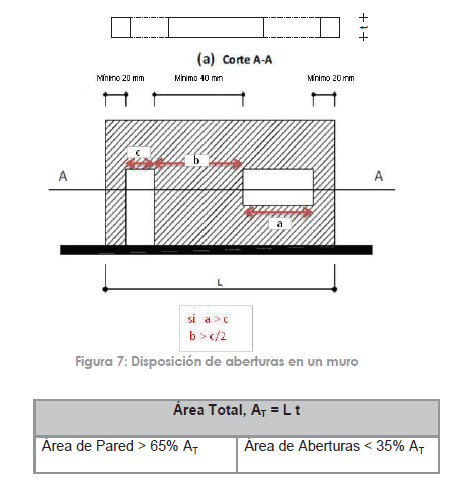 (a) Corte A-A
Mínimo 20 mm Mínimo 40 mm Mínimo 20 mm
c
b
A A
a
L
si a > c
b > c/2
Figura 7: Disposición de aberturas en un muro
Área Total, AT = L t
Área de Pared > 65% AT Área de Aberturas < 35% AT